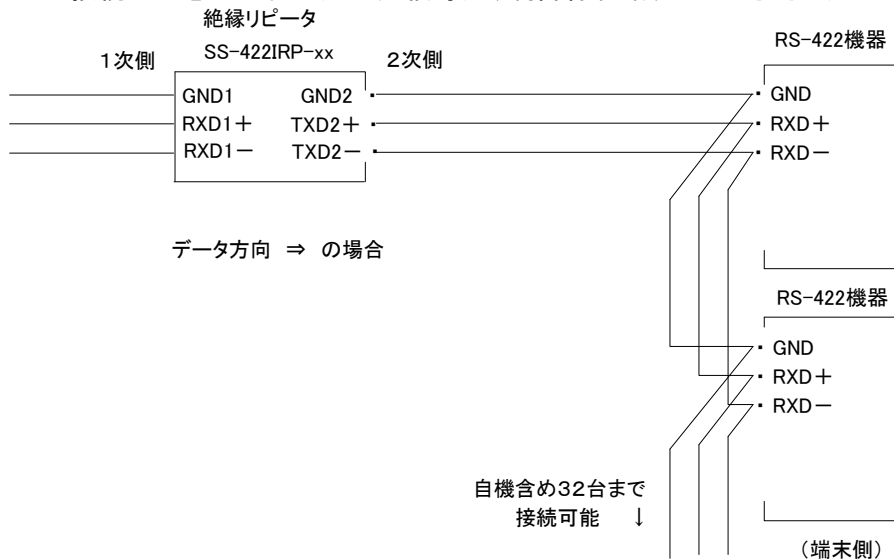 絶縁リピータ
1次側 SS-422IRP-xx 2次側
GND1 GND2
RXD1+ TXD2+
RXD1- TXD2-
データ方向 ⇒ の場合
RS-422機器
GND
RXD+
RXD-
RS-422機器
GND
RXD+
RXD-
自機含め32台まで
接続可能 ↓
(端末側)